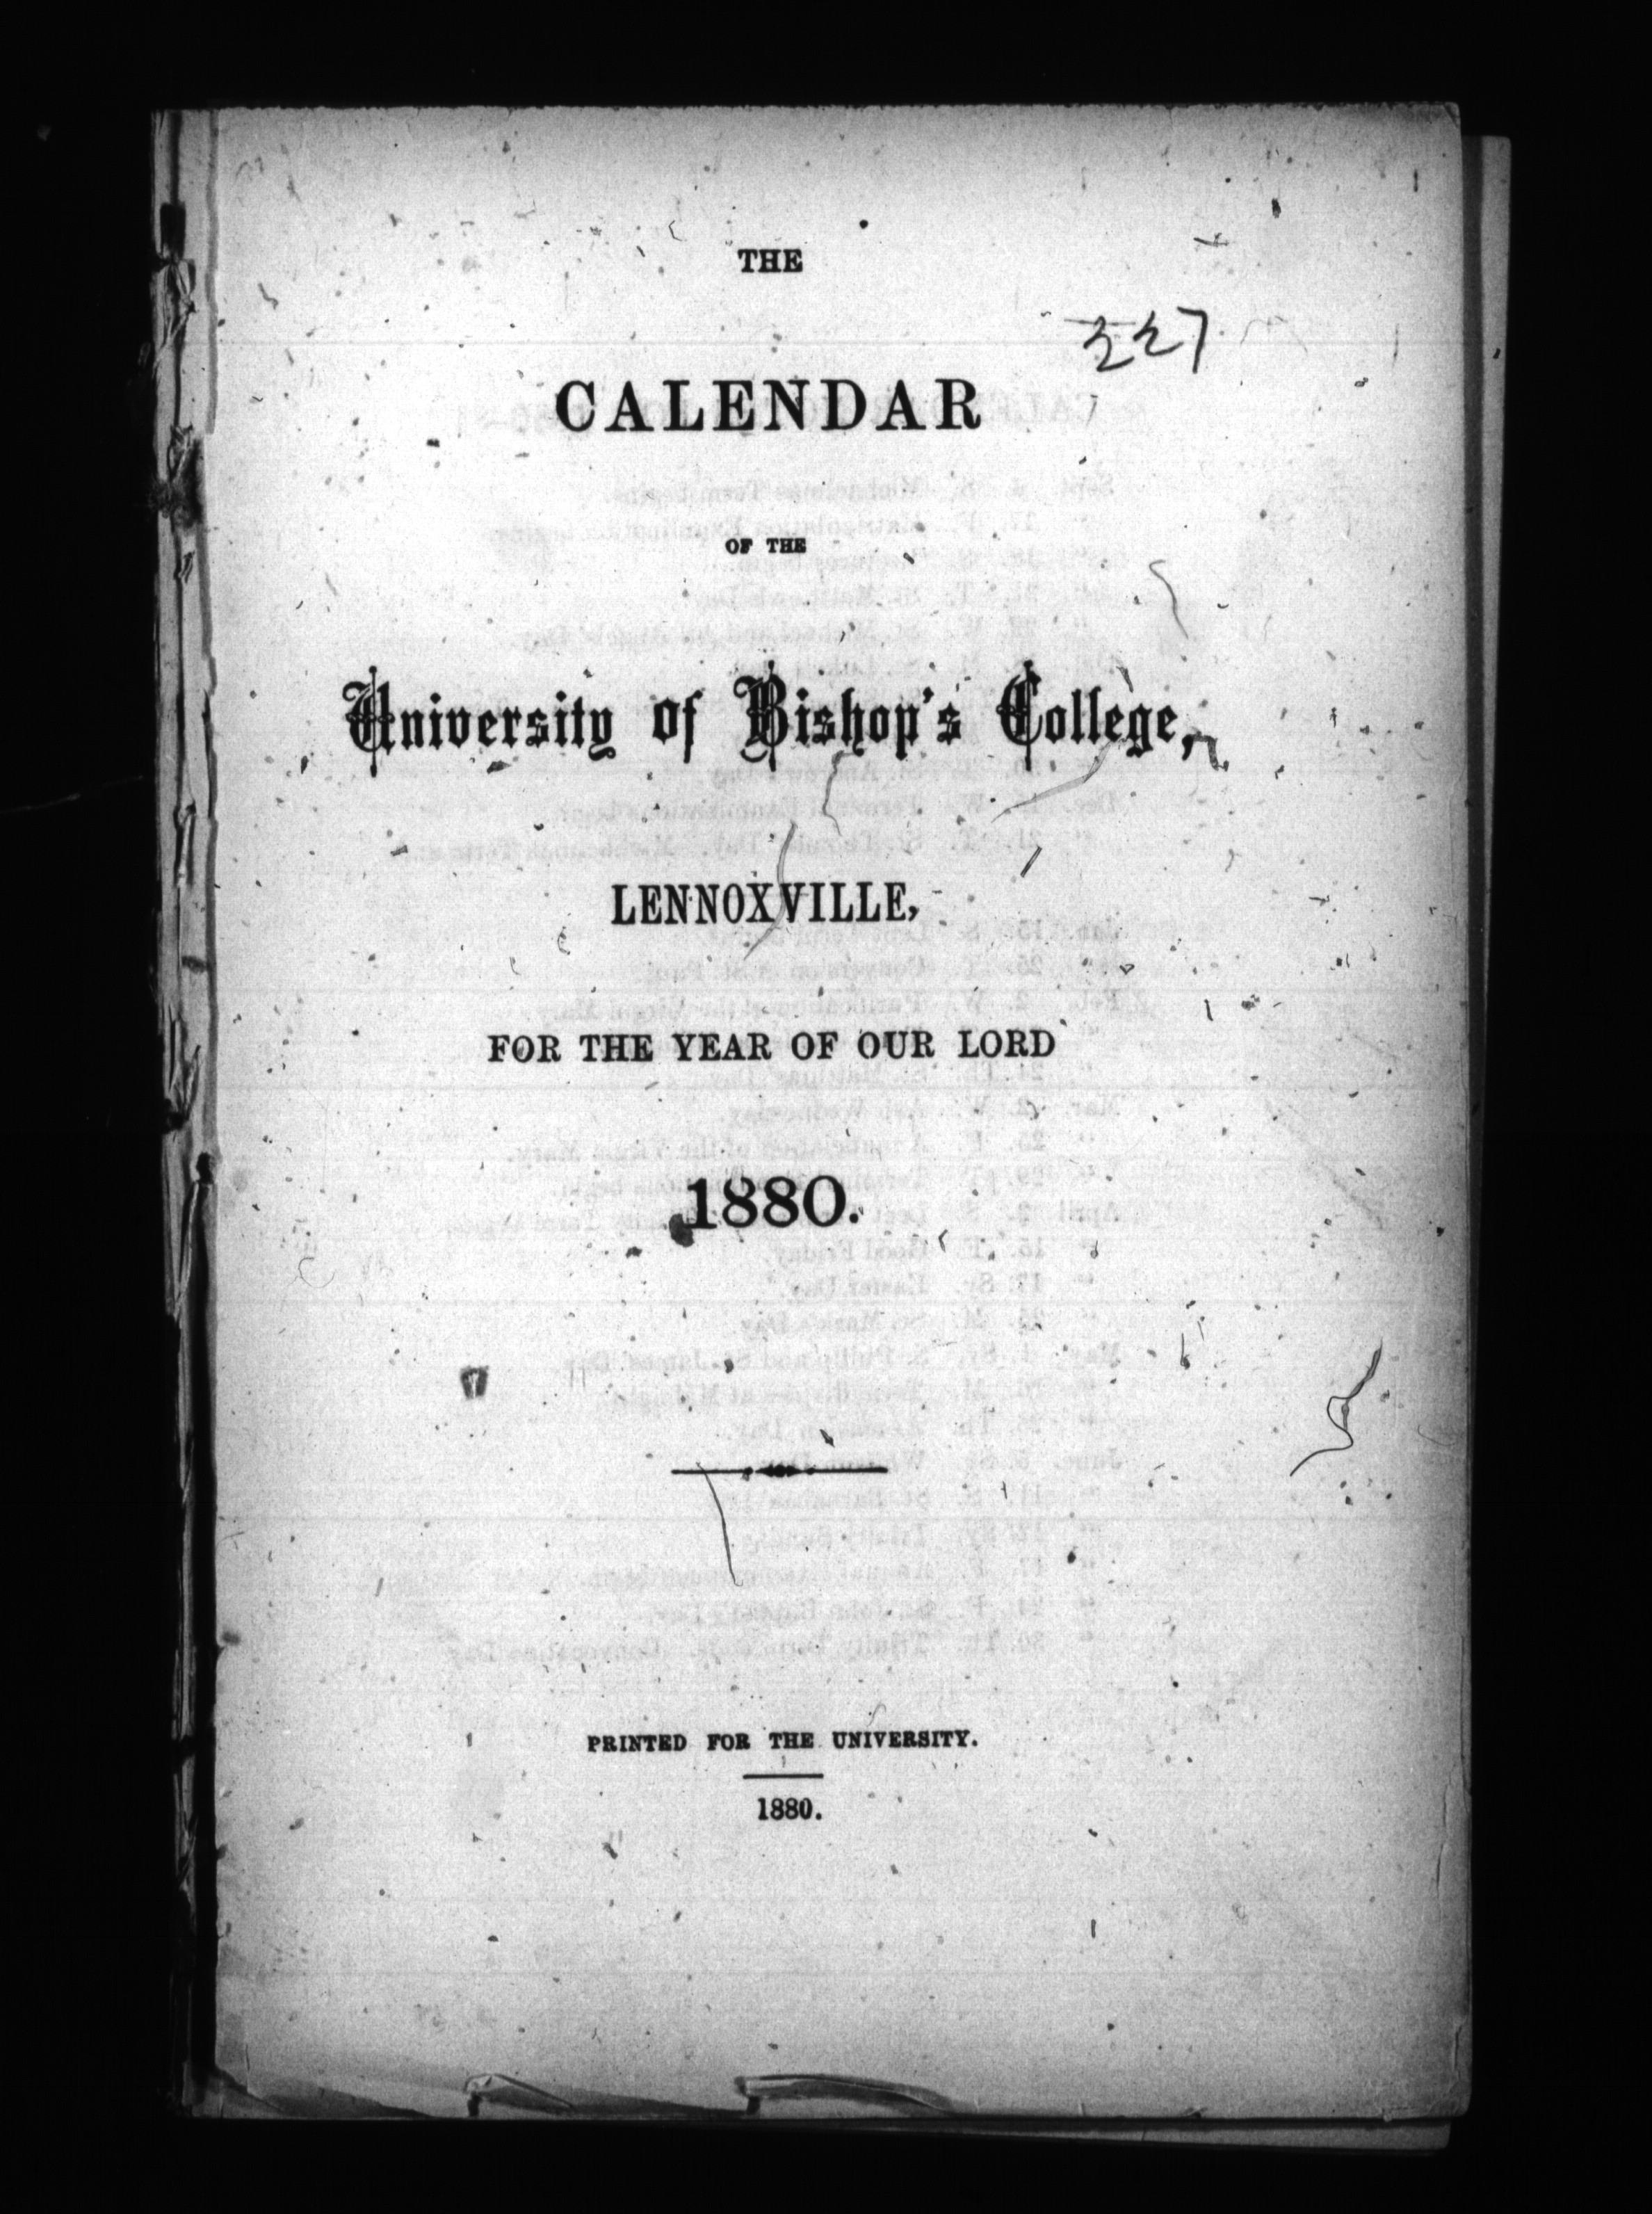 THE
227
CALENDAR
OF THE
University of Bishop's College,
LENNOXVILLE,
FOR THE YEAR OF OUR LORD
1880.
PRINTED FOR THE UNIVERSITY.
1880.